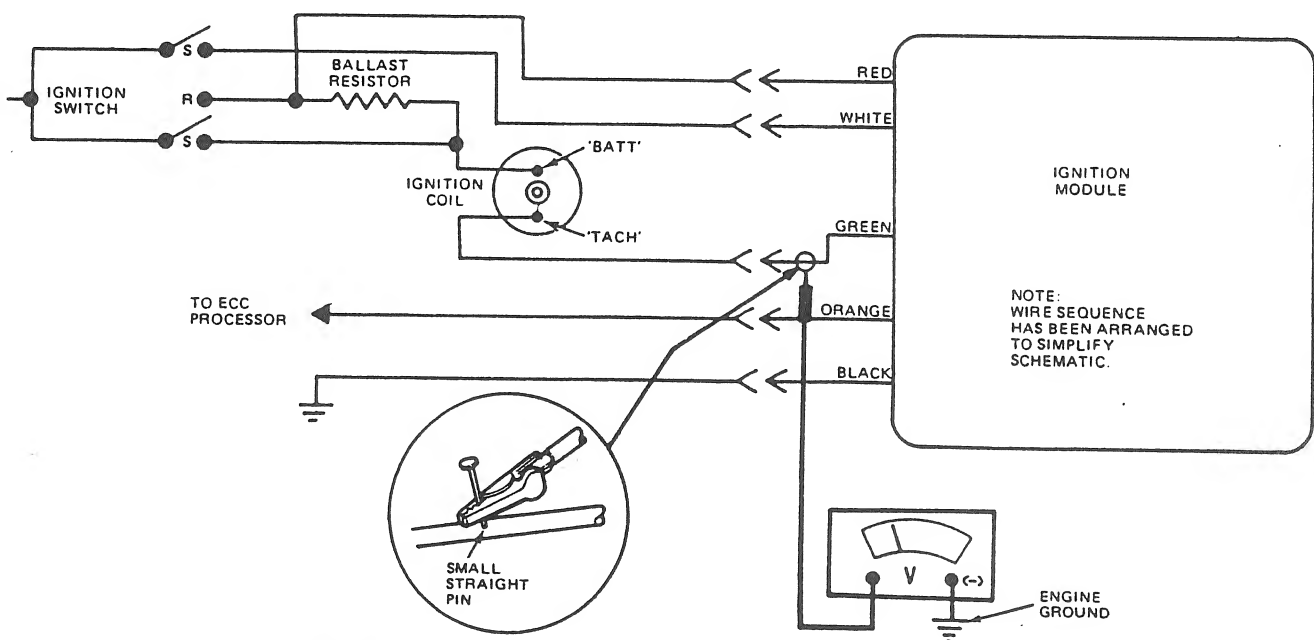 S
BALLAST
RESISTOR
IGNITION
SWITCH
R
S
RED
WHITE
'BATT'
IGNITION
COIL
'TACH'
IGNITION
MODULE
GREEN
TO ECC
PROCESSOR
ORANGE
NOTE:
WIRE SEQUENCE
HAS BEEN ARRANGED
TO SIMPLIFY
SCHEMATIC.
BLACK
SMALL
STRAIGHT
PIN
V
(-)
ENGINE
GROUND